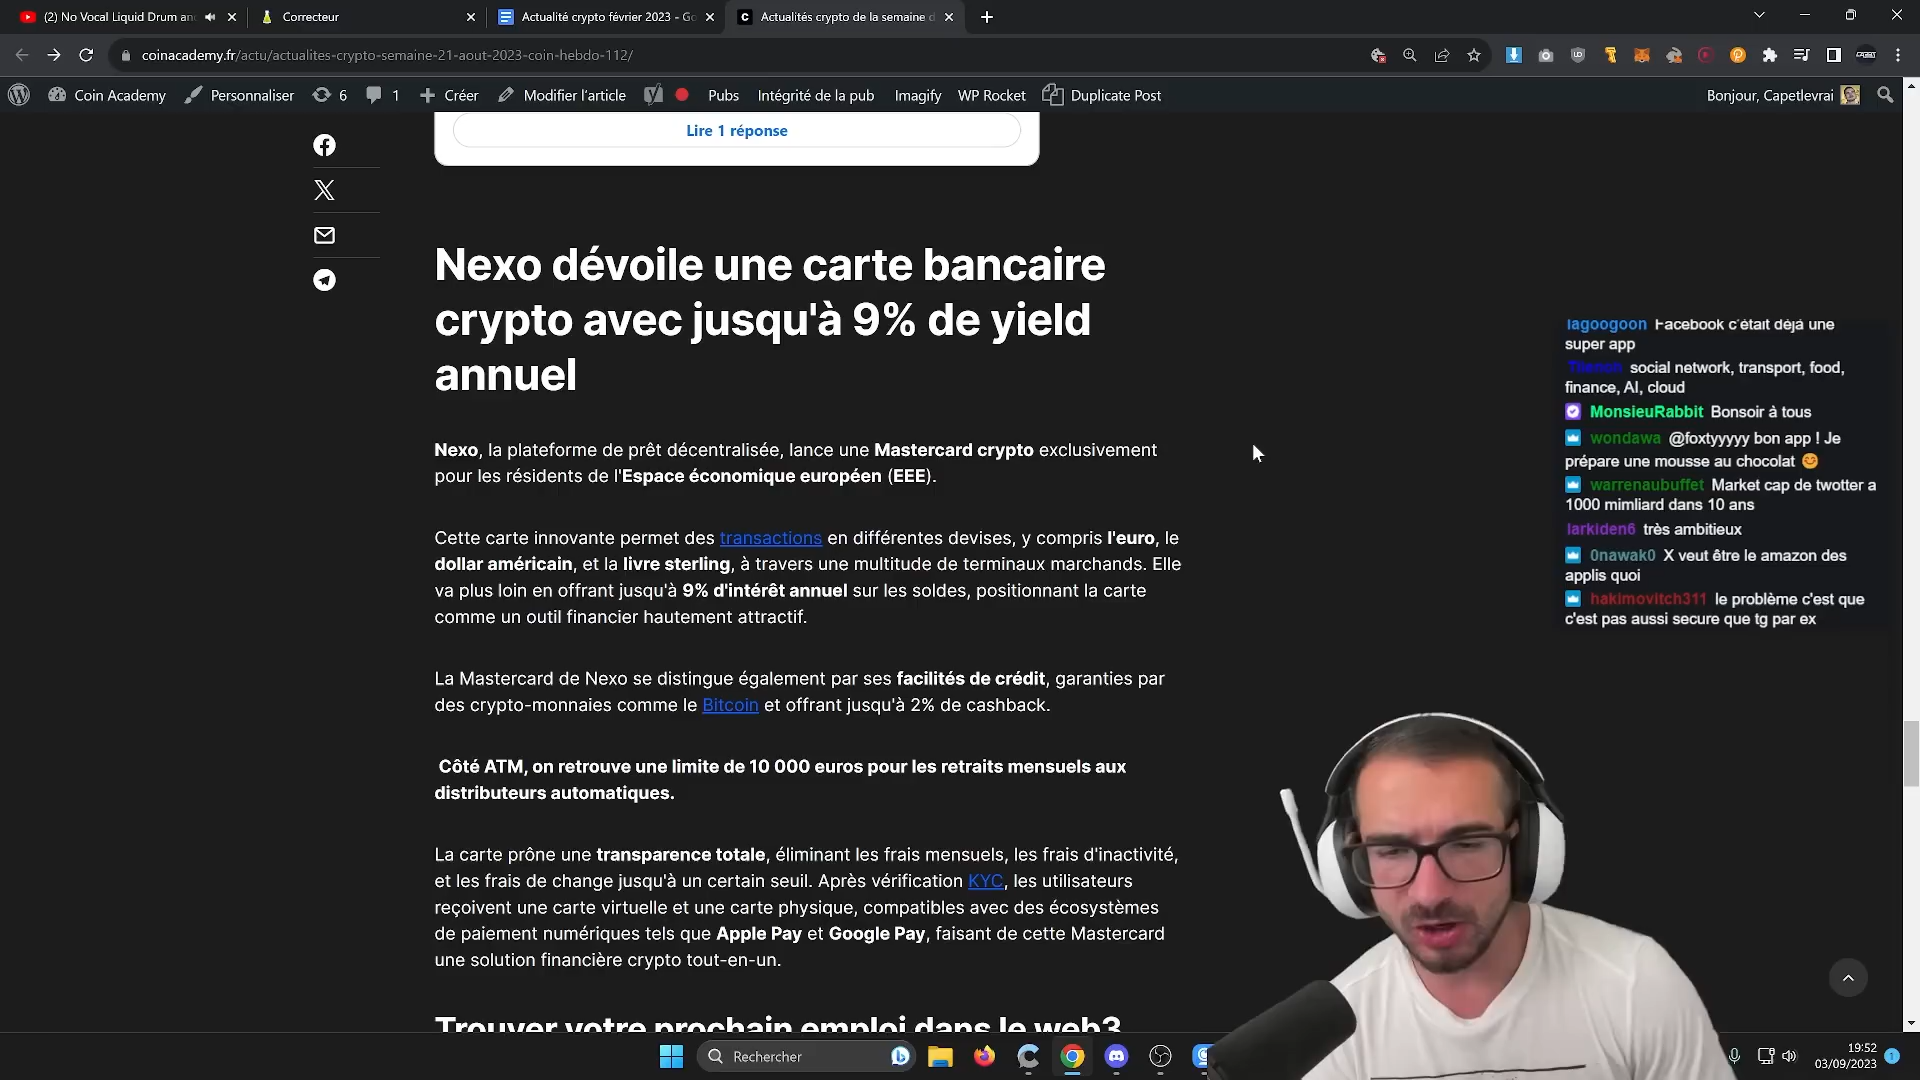 (2) No Vocal Liquid Drum an
Correcteur
Actualité crypto février 2023 - Go
Actualités crypto de la semaine d
coinacademy.fr/actu/actualites-crypto-semaine-21-aout-2023-coin-hebdo-112/
Coin Academy
Personnaliser
6
1
Créer
Modifier l'article
Pubs
Intégrité de la pub
Imagify
WP Rocket
Duplicate Post
Bonjour, Capetlevrai
Lire 1 réponse
Nexo dévoile une carte bancaire
crypto avec jusqu'à 9% de yield
annuel
Nexo, la plateforme de prêt décentralisée, lance une Mastercard crypto exclusivement
pour les résidents de l'Espace économique européen (EEE).
Cette carte innovante permet des transactions en différentes devises, y compris l'euro, le
dollar américain, et la livre sterling, à travers une multitude de terminaux marchands. Elle
va plus loin en offrant jusqu'à 9% d'intérêt annuel sur les soldes, positionnant la carte
comme un outil financier hautement attractif.
La Mastercard de Nexo se distingue également par ses facilités de crédit, garanties par
des crypto-monnaies comme le Bitcoin et offrant jusqu'à 2% de cashback.
Côté ATM, on retrouve une limite de 10 000 euros pour les retraits mensuels aux
distributeurs automatiques.
La carte prône une transparence totale, éliminant les frais mensuels, les frais d'inactivité,
et les frais de change jusqu'à un certain seuil. Après vérification KYC, les utilisateurs
reçoivent une carte virtuelle et une carte physique, compatibles avec des écosystèmes
de paiement numériques tels que Apple Pay et Google Pay, faisant de cette Mastercard
une solution financière crypto tout-en-un.
Trouver votre prochain emploi dans le web3
lagoogoon Facebook c'était déjà une
super app
social network, transport, food,
finance, AI, cloud
MonsieuRabbit Bonsoir à tous
wondawa @foxtyyyyy bon app ! Je
prépare une mousse au chocolat
warrenaubuffet Market cap de twotter a
1000 mimliard dans 10 ans
larkiden6 très ambitieux
0nawak0 X veut être le amazon des
applis quoi
hakimovitch311 le problème c'est que
c'est pas aussi secure que tg par ex
Rechercher
19:52
03/09/2023
1